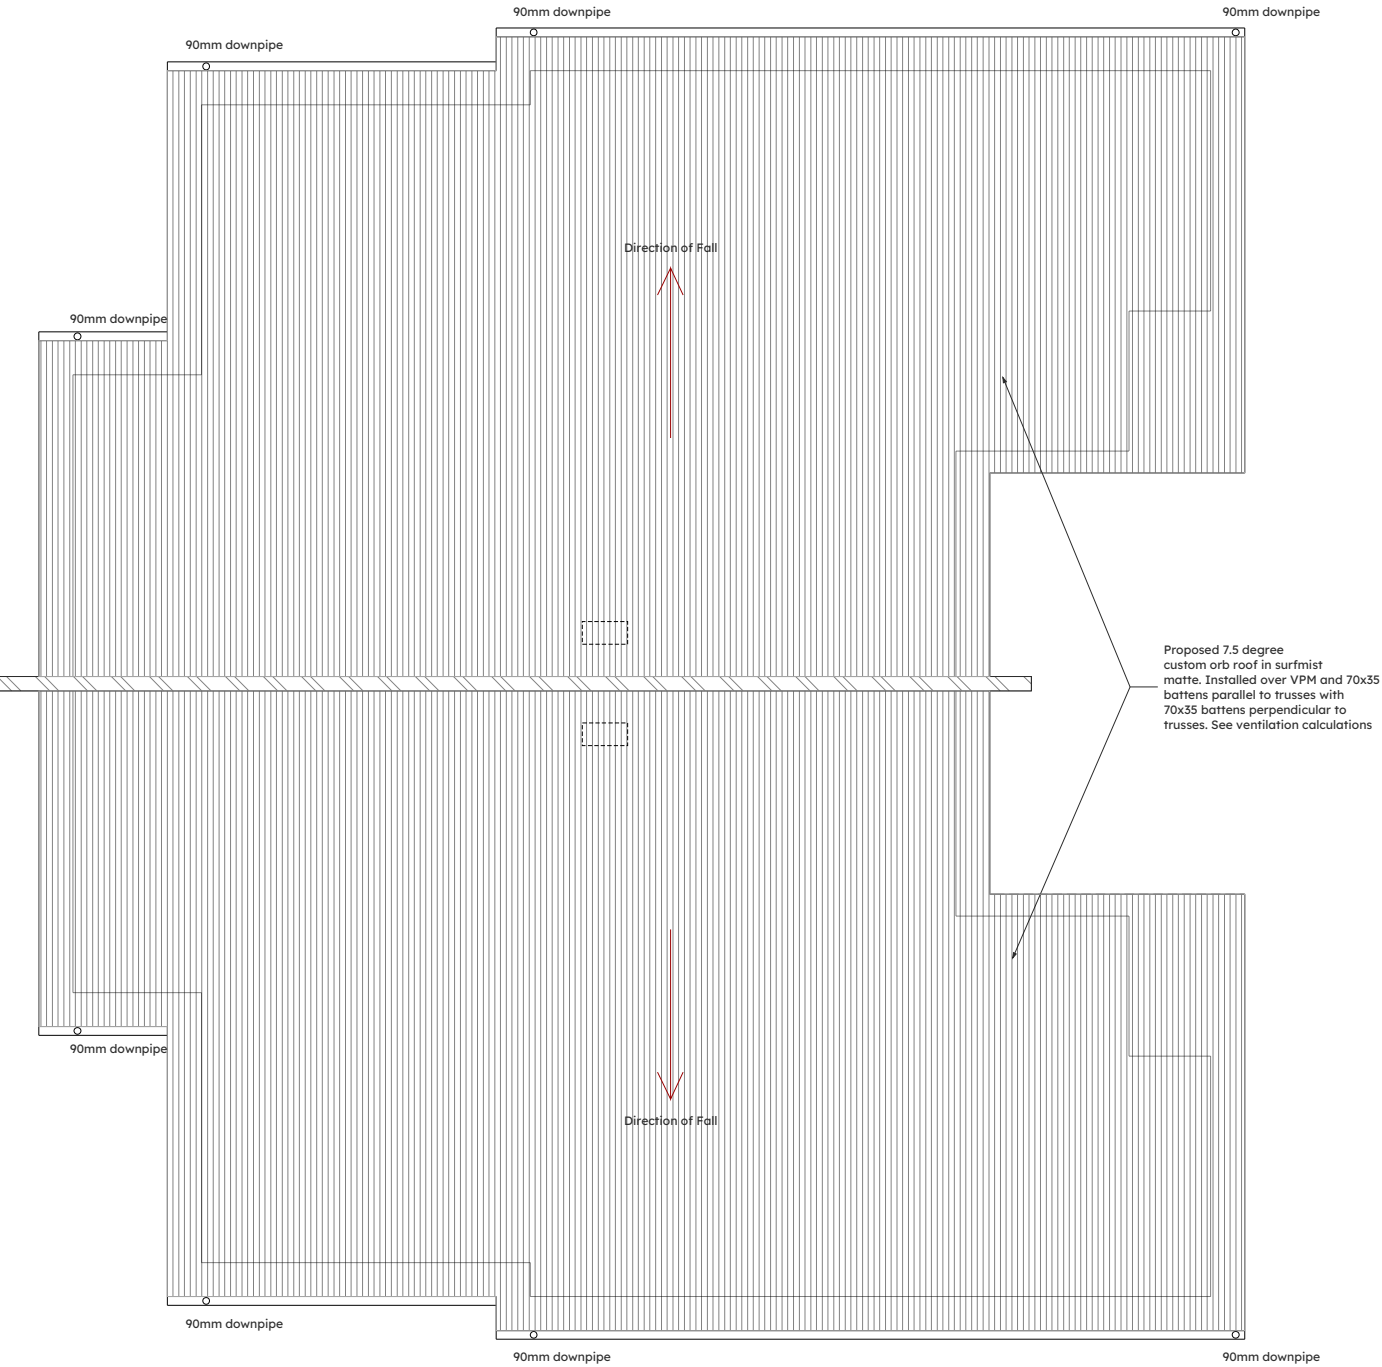 90mm downpipe
90mm downpipe
90mm downpipe
Direction of Fall
90mm downpipe
Proposed 7.5 degree
custom orb roof in surfmist
matte. Installed over VPM and 70x35
battens parallel to trusses with
70x35 battens perpendicular to
trusses. See ventilation calculations
90mm downpipe
Direction of Fall
90mm downpipe
90mm downpipe
90mm downpipe